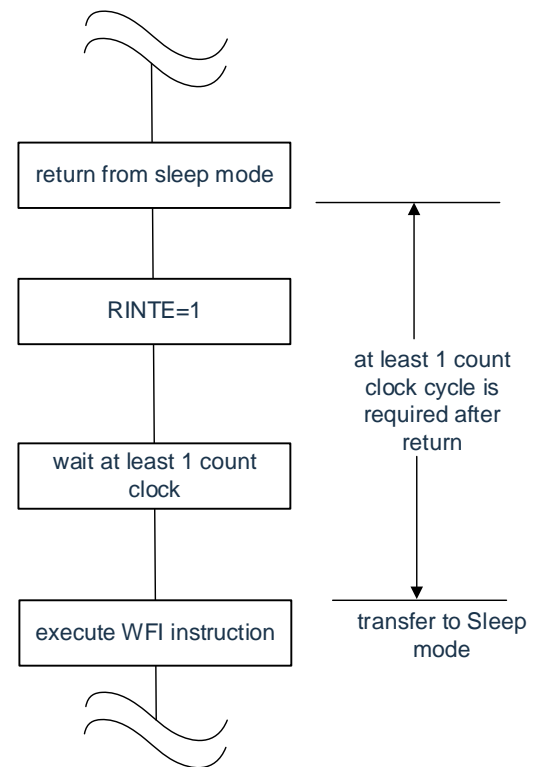 return from sleep mode
RINTE=1
at least 1 count
clock cycle is
required after
return
wait at least 1 count
clock
execute WFI instruction
transfer to Sleep
mode